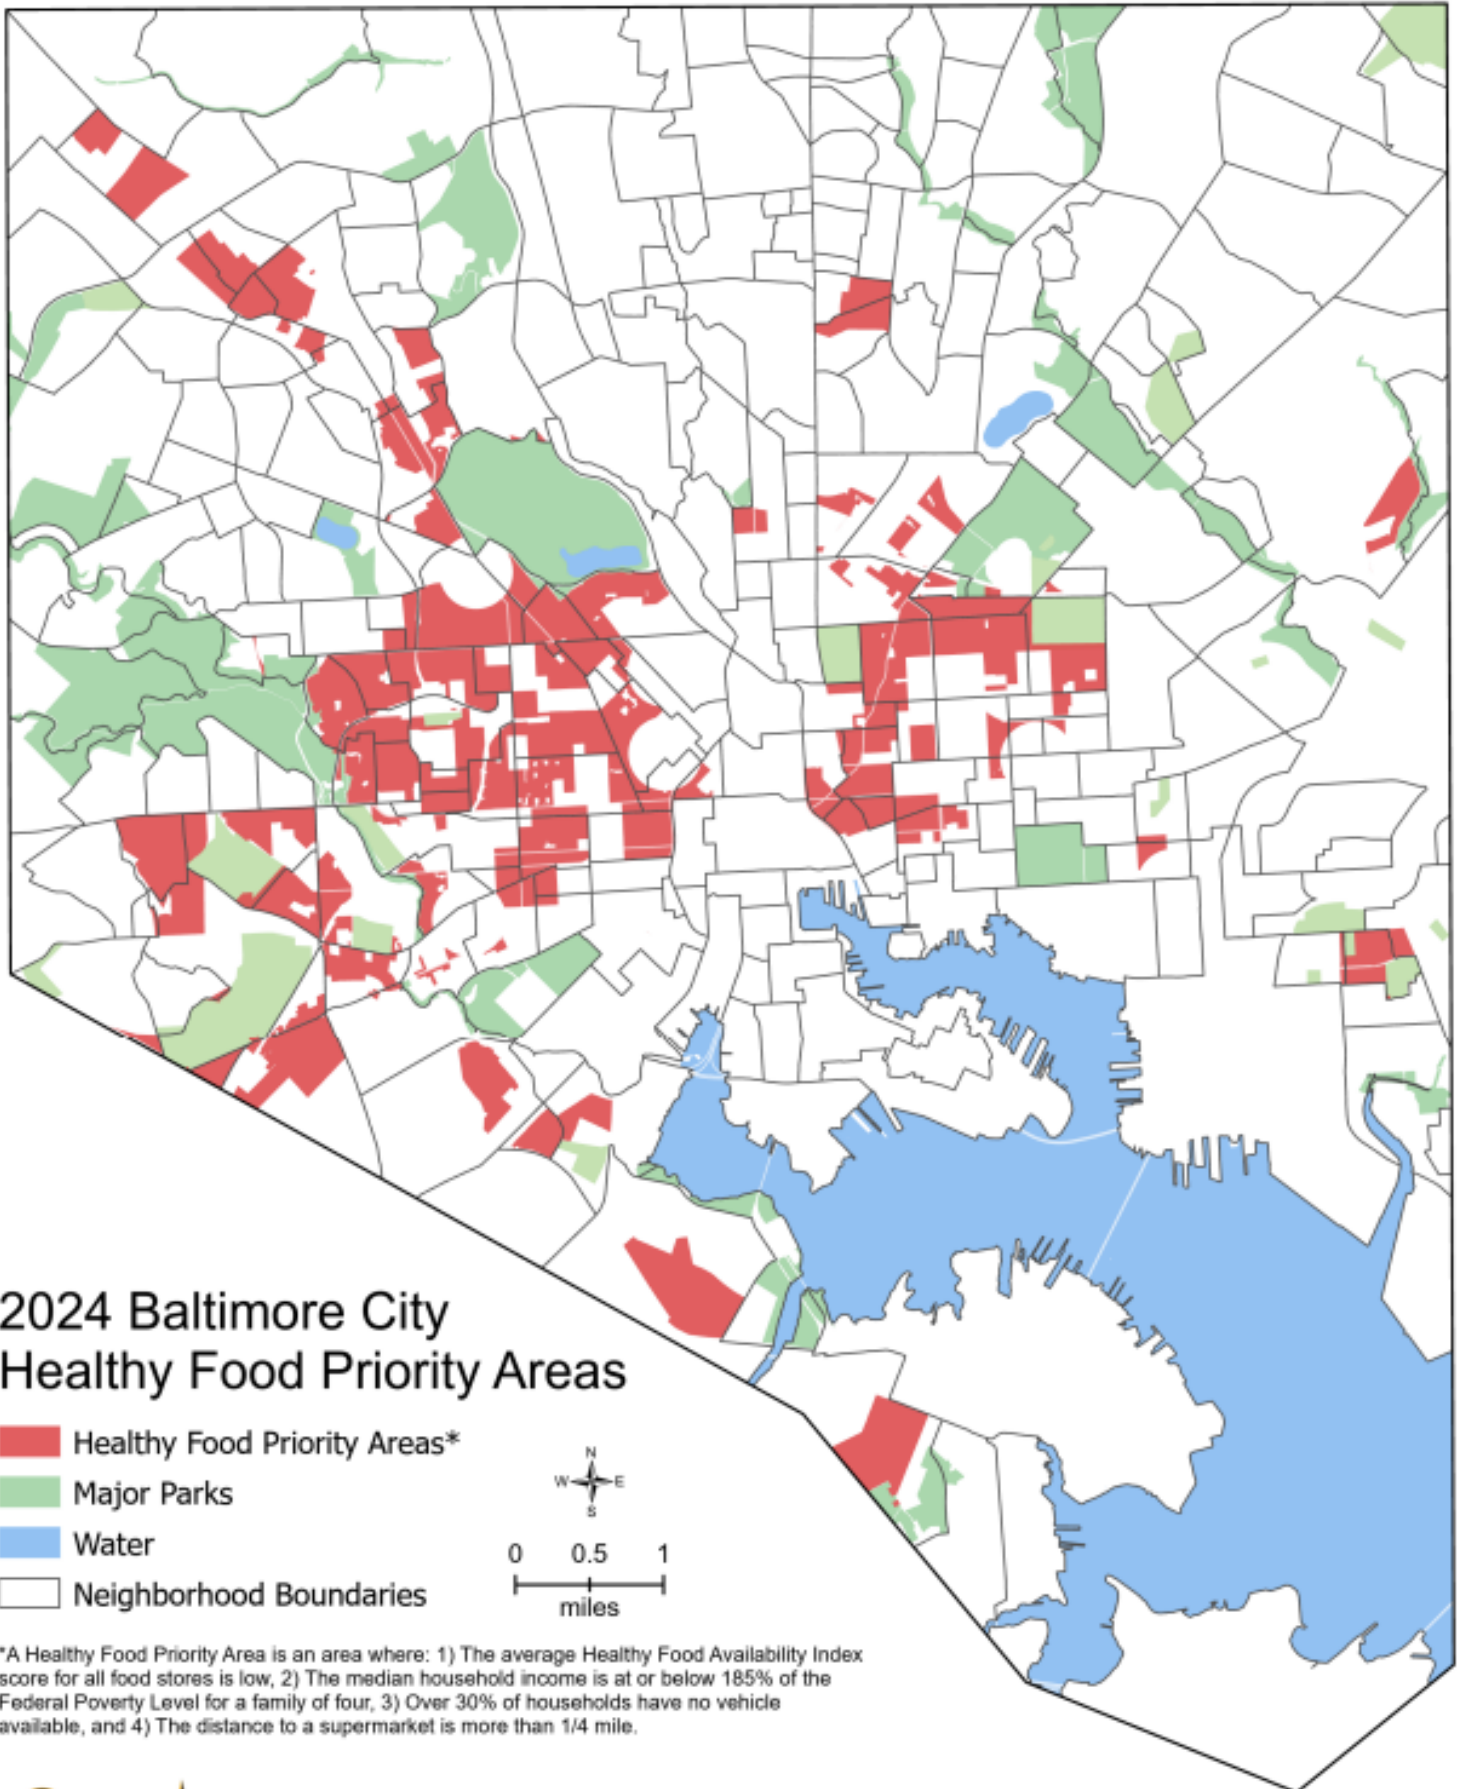 2024 Baltimore City
Healthy Food Priority Areas
Healthy Food Priority Areas*
Major Parks
Water
Neighborhood Boundaries
N
W E
S
0 0.5 1
miles
*A Healthy Food Priority Area is an area where: 1) The average Healthy Food Availability Index
score for all food stores is low, 2) The median household income is at or below 185% of the
Federal Poverty Level for a family of four, 3) Over 30% of households have no vehicle
available, and 4) The distance to a supermarket is more than 1/4 mile.